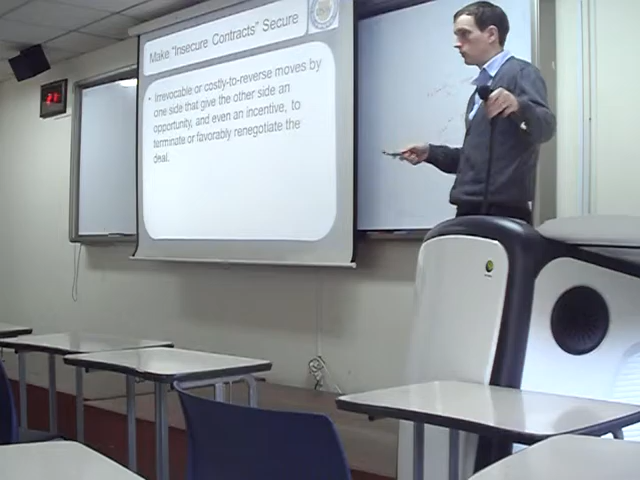 Make "Insecure Contracts" Secure
• Irrevocable or costly-to-reverse moves by
one side that give the other side an
opportunity, and even an incentive, to
terminate or favorably renegotiate the
deal.